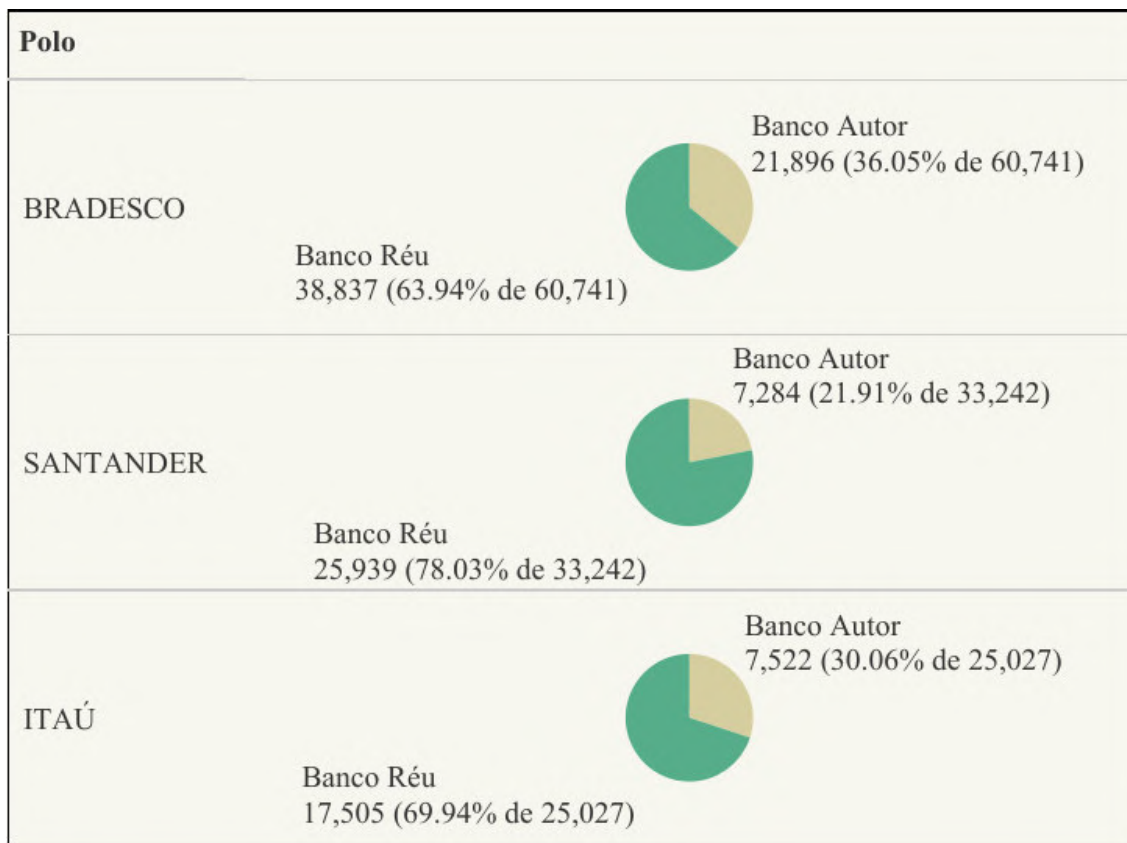 Polo
Banco Autor
21,896 (36.05% de 60,741)
BRADESCO
Banco Réu
38,837 (63.94% de 60,741)
Banco Autor
7,284 (21.91% de 33,242)
SANTANDER
Banco Réu
25,939 (78.03% de 33,242)
Banco Autor
7,522 (30.06% de 25,027)
ITAÚ
Banco Réu
17,505 (69.94% de 25,027)